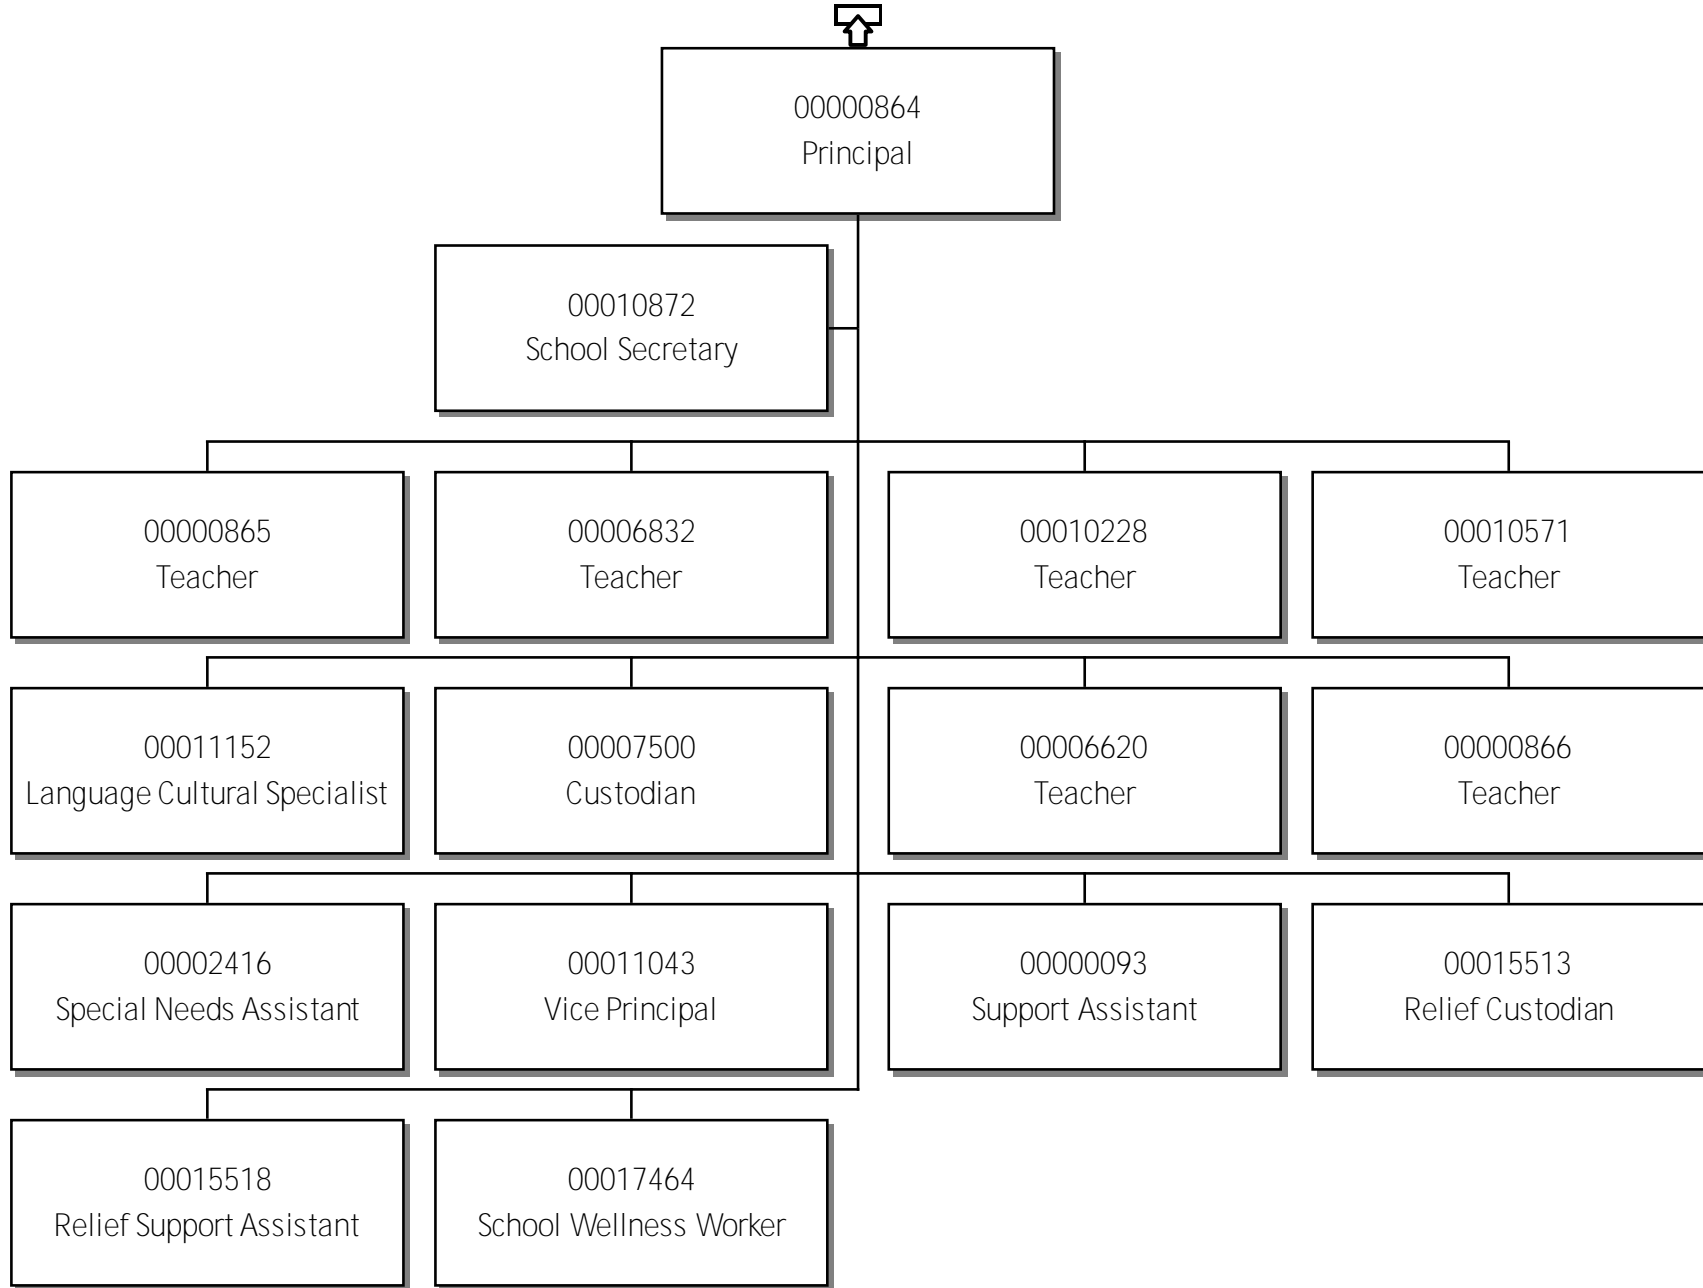 00000864
Principal
00010872
School Secretary
00000865
Teacher
00006832
Teacher
00010228
Teacher
00010571
Teacher
00011152
Language Cultural Specialist
00007500
Custodian
00006620
Teacher
00000866
Teacher
00002416
Special Needs Assistant
00011043
Vice Principal
00000093
Support Assistant
00015513
Relief Custodian
00015518
Relief Support Assistant
00017464
School Wellness Worker